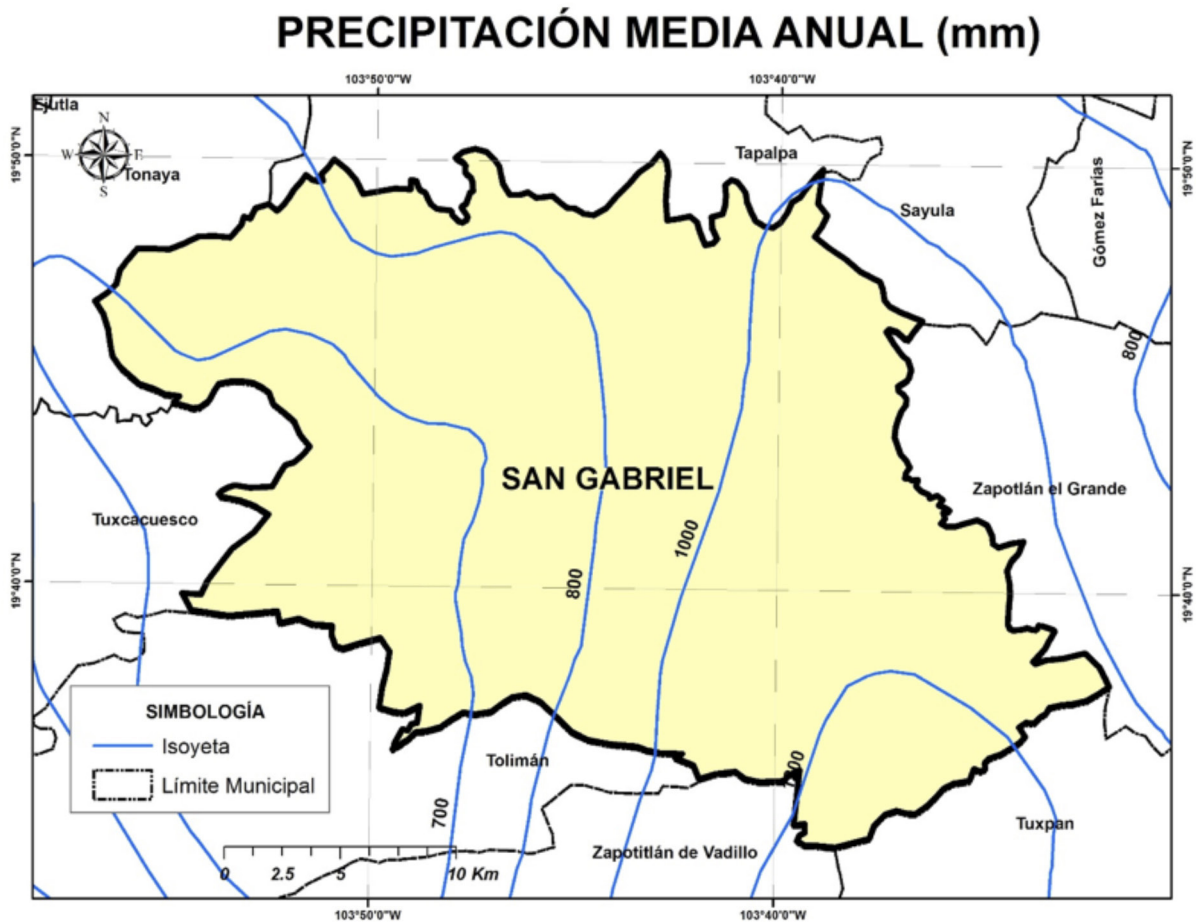 PRECIPITACIÓN MEDIA ANUAL (mm)
103°50'0"W
103°40'0"W
Ejutla
N
W E
S
Tonaya
19°50'0"N
Tapalpa
19°50'0"N
Sayula
Gómez Farías
800
SAN GABRIEL
Zapotlán el Grande
Tuxcacuesco
1000
800
19°40'0"N
19°40'0"N
SIMBOLOGÍA
Isoyeta
Límite Municipal
Tolimán
700
Tuxpan
Zapotitlán de Vadillo
0 2.5 5 10 Km
103°50'0"W
103°40'0"W